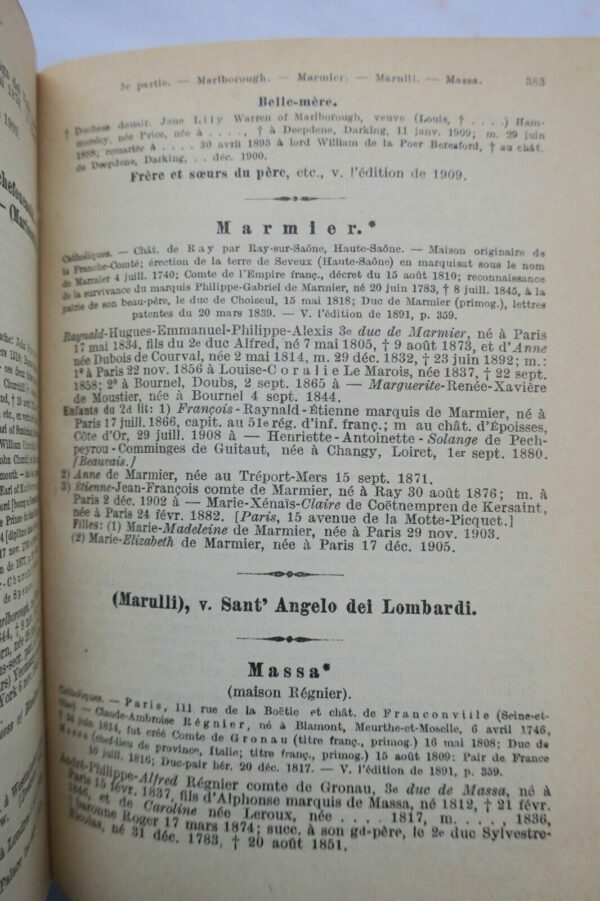 3e partie. — Marlborough. — Marmier. — Marulli. — Massa. 383
Belle-mère.
† Duchess douair. Jane Lily Warren of Marlborough, veuve (Louis, † . . . .) Ham-
mersley, née Price, née à . . . ., † à Deepdene, Darking, 11 janv. 1909; m. 29 juin
1888; remariée à . . . . 30 avril 1895 à lord William de la Poer Beresford, † au chât.
de Deepdene, Darking, . . déc. 1900.
Frère et sœurs du père, etc., v. l'édition de 1909.
Marmier.*
Catholiques. — Chât. de Ray par Ray-sur-Saône, Haute-Saône. — Maison originaire de
la Franche-Comté; érection de la terre de Seveux (Haute-Saône) en marquisat sous le nom
de Marmier 4 juill. 1740; Comte de l'Empire franç., décret du 15 août 1810; reconnaissance
de la survivance du marquis Philippe-Gabriel de Marmier, né 20 juin 1783, † 8 juill. 1845, à la
pairie de son beau-père, le duc de Choiseul, 15 mai 1818; Duc de Marmier (primog.), lettres
patentes du 20 mars 1839. — V. l'édition de 1891, p. 359.
Raynald-Hugues-Emmanuel-Philippe-Alexis 3e duc de Marmier, né à Paris
17 mai 1834, fils du 2e duc Alfred, né 7 mai 1805, † 9 août 1873, et d'Anne
née Dubois de Courval, née 2 mai 1814, m. 29 déc. 1832, † 23 juin 1892; m.:
1° à Paris 22 nov. 1856 à Louise-Coralie Le Marois, née 1837, † 22 sept.
1858; 2° à Bournel, Doubs, 2 sept. 1865 à — Marguerite-Renée-Xavière
de Moustier, née à Bournel 4 sept. 1844.
Enfants du 2d lit: 1) François-Raynald-Étienne marquis de Marmier, né à
Paris 17 juill. 1866, capit. au 51e rég. d'inf. franç.; m au chât. d'Époisses,
Côte d'Or, 29 juill. 1908 à — Henriette-Antoinette-Solange de Pech-
peyrou-Comminges de Guitaut, née à Changy, Loiret, 1er sept. 1880.
[Beauvais.]
2) Anne de Marmier, née au Tréport-Mers 15 sept. 1871.
3) Étienne-Jean-François comte de Marmier, né à Ray 30 août 1876; m. à
Paris 2 déc. 1902 à — Marie-Xénaïs-Claire de Coëtnempren de Kersaint,
née à Paris 24 févr. 1882. [Paris, 15 avenue de la Motte-Picquet.]
Filles: (1) Marie-Madeleine de Marmier, née à Paris 29 nov. 1903.
(2) Marie-Elizabeth de Marmier, née à Paris 17 déc. 1905.
(Marulli), v. Sant' Angelo dei Lombardi.
Massa*
(maison Régnier).
Catholiques. — Paris, 111 rue de la Boëtie et chât. de Franconville (Seine-et-
Oise) — Claude-Ambroise Régnier, né à Blamont, Meurthe-et-Moselle, 6 avril 1746,
† 24 juin 1814, fut créé Comte de Gronau (titre franç., primog) 16 mai 1808; Duc de
Massa (chef-lieu de province, Italie; titre franç., primog.) 15 août 1809; Pair de France
10 juill. 1816; Duc-pair hér. 20 déc. 1817. — V. l'édition de 1891, p. 359.
André-Philippe-Alfred Régnier comte de Gronau, 3e duc de Massa, né à
Paris 15 févr. 1837, fils d'Alphonse marquis de Massa, né 1812, † 21 févr.
1846, et de Caroline née Leroux, née . . . . 1817, m. . . . ., 1836,
† baronne Roger 17 mars 1874; succ. à son gd-père, le 2e duc Sylvestre-
Nicolas, né 31 déc. 1783, † 20 août 1851.